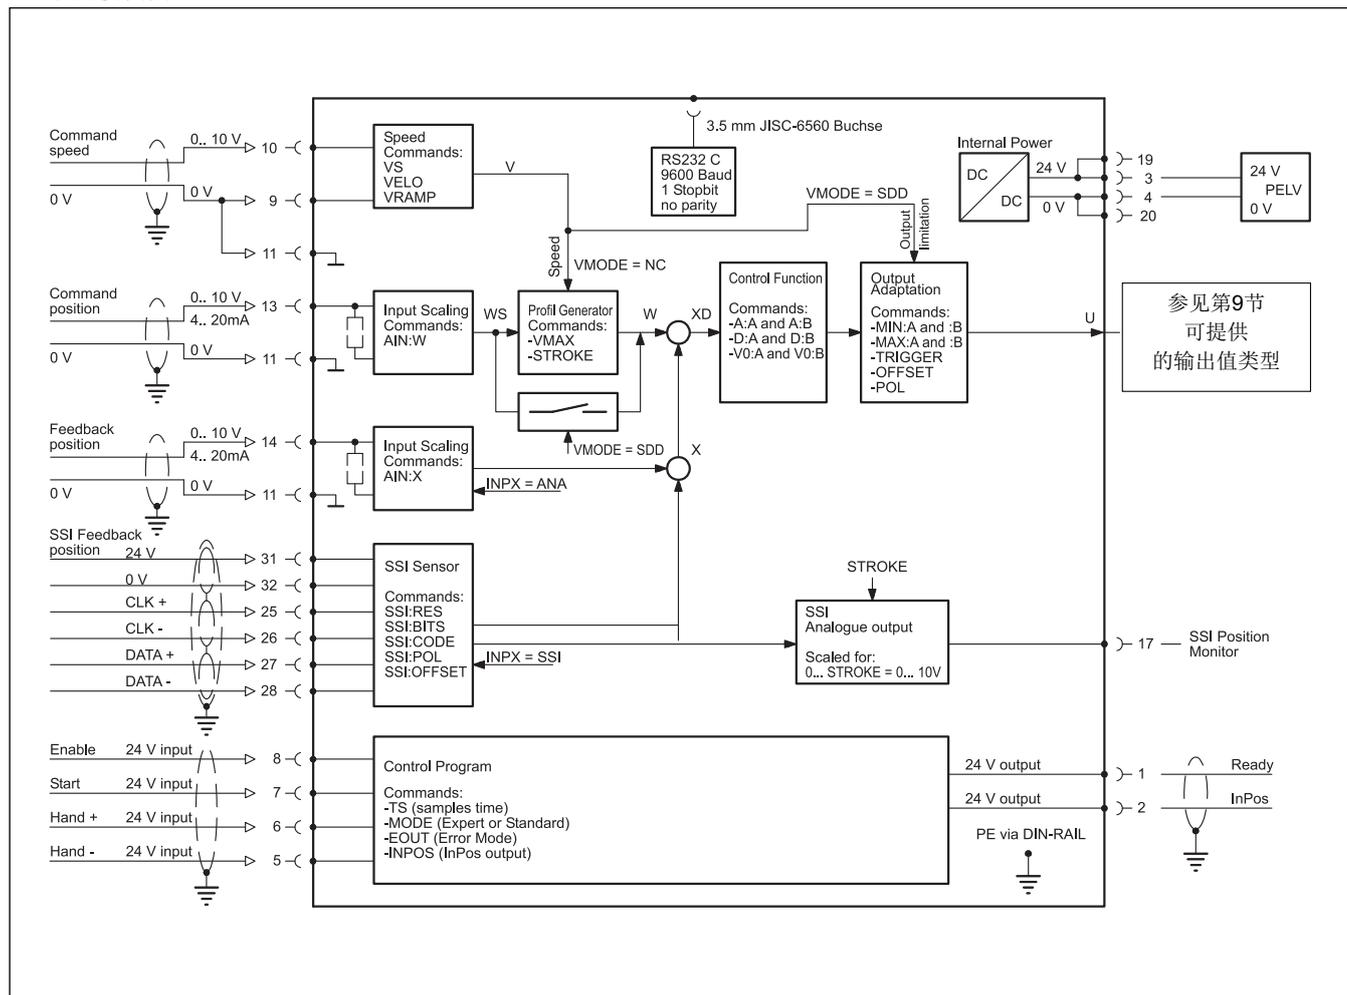 3.5 mm JISC-6560 Buchse
RS232 C
9600 Baud
1 Stopbit
no parity
Command
speed
0.. 10 V
10
0 V
0 V
9
11
Speed
Commands:
VS
VELO
VRAMP
V
Speed
VMODE = NC
VMODE = SDD
Output
limitation
Internal Power
DC
DC
24 V
0 V
19
3
4
20
24 V
PELV
0 V
Command
position
0.. 10 V
4.. 20mA
13
0 V
0 V
11
Input Scaling
Commands:
AIN:W
WS
Profil Generator
Commands:
-VMAX
-STROKE
W
XD
VMODE = SDD
Control Function
Commands:
-A:A and A:B
-D:A and D:B
-V0:A and V0:B
Output
Adaptation
Commands:
-MIN:A and :B
-MAX:A and :B
-TRIGGER
-OFFSET
-POL
U
参见第9节
可提供
的输出值类型
Feedback
position
0.. 10 V
4.. 20mA
14
0 V
0 V
11
Input Scaling
Commands:
AIN:X
INPX = ANA
X
SSI Feedback
position
24 V
31
0 V
32
CLK +
25
CLK -
26
DATA +
27
DATA -
28
SSI Sensor
Commands:
SSI:RES
SSI:BITS
SSI:CODE
SSI:POL
SSI:OFFSET
INPX = SSI
STROKE
SSI
Analogue output
Scaled for:
0... STROKE = 0... 10V
17
SSI Position
Monitor
Enable
24 V input
8
Start
24 V input
7
Hand +
24 V input
6
Hand -
24 V input
5
Control Program
Commands:
-TS (samples time)
-MODE (Expert or Standard)
-EOUT (Error Mode)
-INPOS (InPos output)
24 V output
1
Ready
24 V output
2
InPos
PE via DIN-RAIL